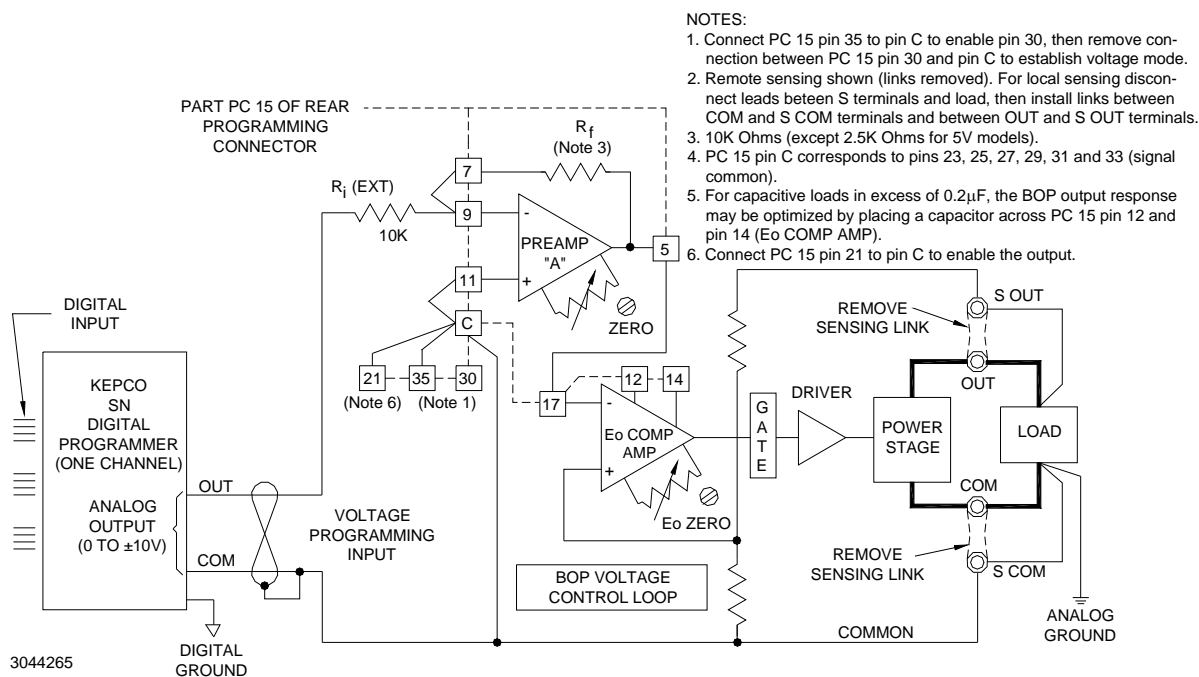 NOTES:
1. Connect PC 15 pin 35 to pin C to enable pin 30, then remove con-
nection between PC 15 pin 30 and pin C to establish voltage mode.
2. Remote sensing shown (links removed). For local sensing discon-
nect leads beteen S terminals and load, then install links between
COM and S COM terminals and between OUT and S OUT terminals.
3. 10K Ohms (except 2.5K Ohms for 5V models).
4. PC 15 pin C corresponds to pins 23, 25, 27, 29, 31 and 33 (signal
common).
5. For capacitive loads in excess of 0.2μF, the BOP output response
may be optimized by placing a capacitor across PC 15 pin 12 and
pin 14 (Eo COMP AMP).
6. Connect PC 15 pin 21 to pin C to enable the output.
PART PC 15 OF REAR
PROGRAMMING
CONNECTOR
Rf
(Note 3)
7
Ri (EXT)
10K
9
-
PREAMP
"A"
+
5
11
ZERO
C
21
35
30
(Note 6)
(Note 1)
17
12
14
-
Eo COMP
AMP
+
Eo ZERO
GATE
DRIVER
POWER
STAGE
LOAD
S OUT
REMOVE
SENSING LINK
OUT
COM
REMOVE
SENSING LINK
S COM
ANALOG
GROUND
DIGITAL
INPUT
KEPCO
SN
DIGITAL
PROGRAMMER
(ONE CHANNEL)
OUT
ANALOG
OUTPUT
(0 TO ±10V)
COM
VOLTAGE
PROGRAMMING
INPUT
BOP VOLTAGE
CONTROL LOOP
COMMON
DIGITAL
GROUND
3044265